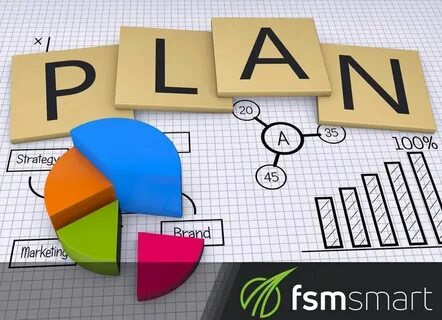 x
PLAN
20
A
35
45
100%
Strategy
Marketing
Brand
fsmsmart